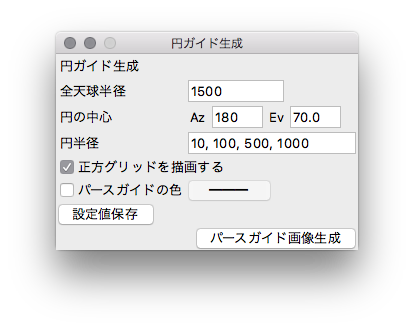 円ガイド生成
円ガイド生成
全天球半径 1500
円の中心 Az 180 Ev 70.0
円半径 10, 100, 500, 1000
正方グリッドを描画する
パースガイドの色
設定値保存
パースガイド画像生成